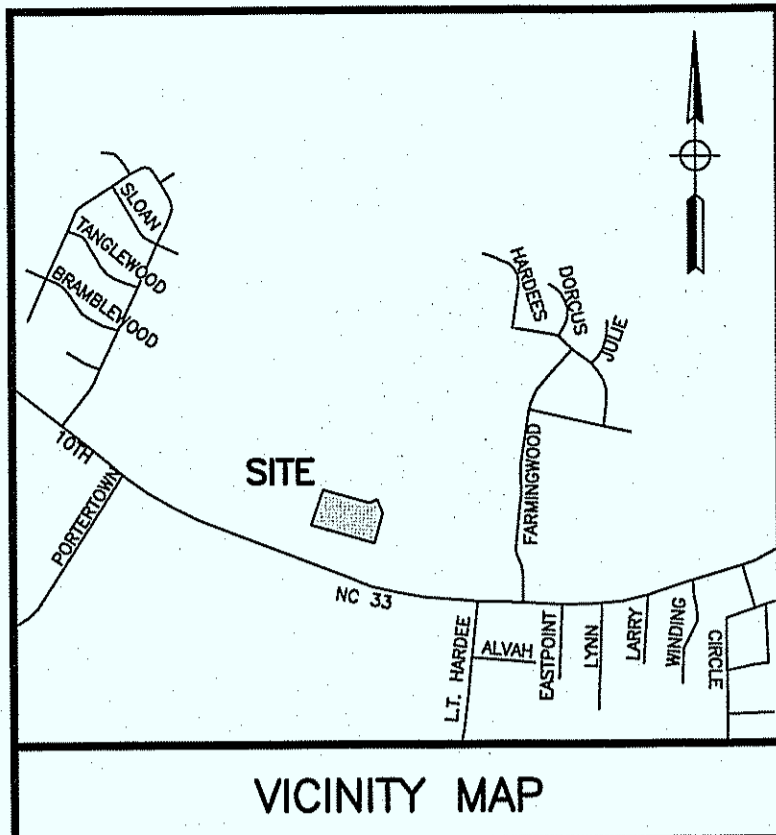 SLOAN
TANGLEWOOD
BRAMBLEWOOD
HARDEES
DORCUS
JULIE
10TH
PORTERTOWN
SITE
FARMINGWOOD
NC 33
L.T. HARDEE
ALVAH
EASTPOINT
LYNN
LARRY
WINDING
CIRCLE
VICINITY MAP